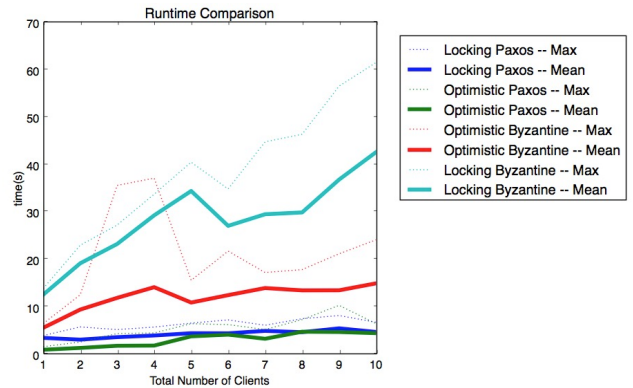 Runtime Comparison
70
60
50
40
30
20
10
0
time(s)
1 2 3 4 5 6 7 8 9 10
Total Number of Clients
Locking Paxos -- Max
Locking Paxos -- Mean
Optimistic Paxos -- Max
Optimistic Paxos -- Mean
Optimistic Byzantine -- Max
Optimistic Byzantine -- Mean
Locking Byzantine -- Max
Locking Byzantine -- Mean